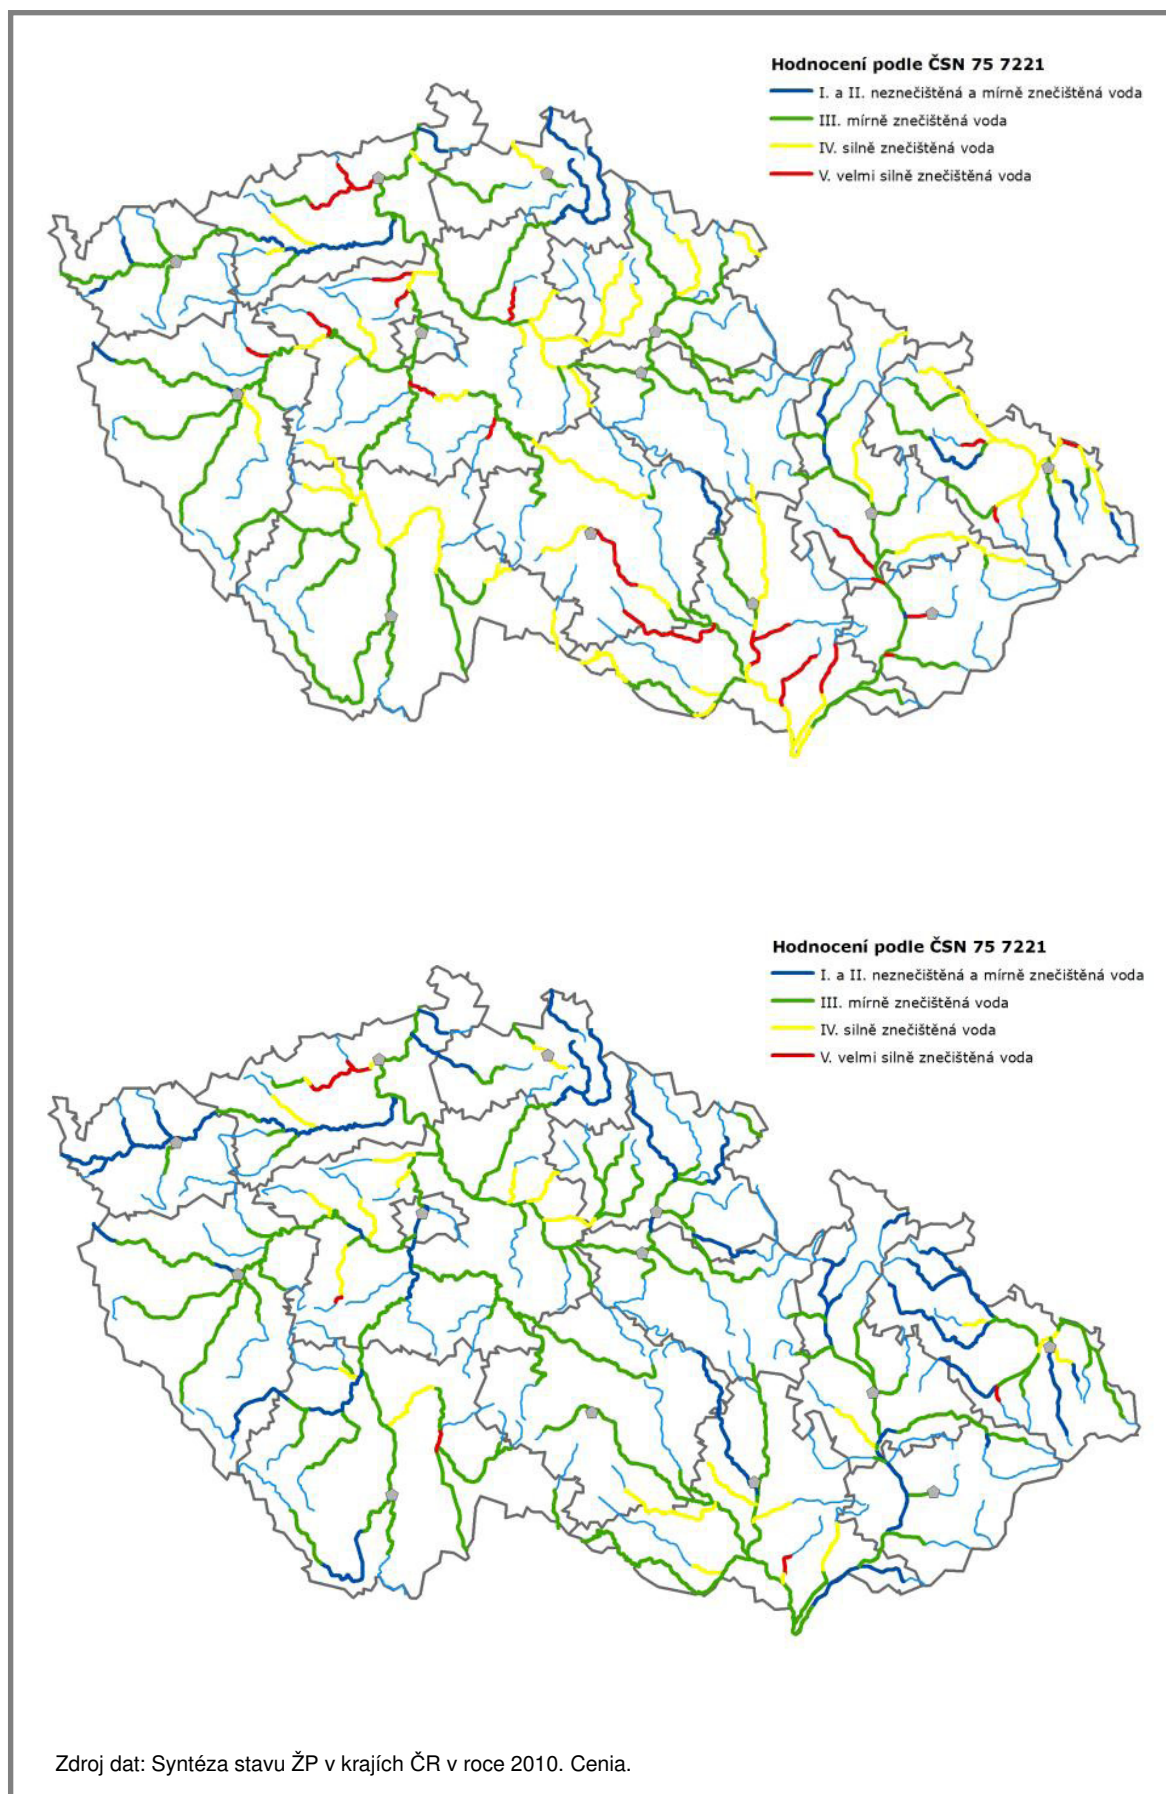 Hodnocení podle ČSN 75 7221
I. a II. neznečištěná a mírně znečištěná voda
III. mírně znečištěná voda
IV. silně znečištěná voda
V. velmi silně znečištěná voda
Hodnocení podle ČSN 75 7221
I. a II. neznečištěná a mírně znečištěná voda
III. mírně znečištěná voda
IV. silně znečištěná voda
V. velmi silně znečištěná voda
Zdroj dat: Syntéza stavu ŽP v krajích ČR v roce 2010. Cenia.